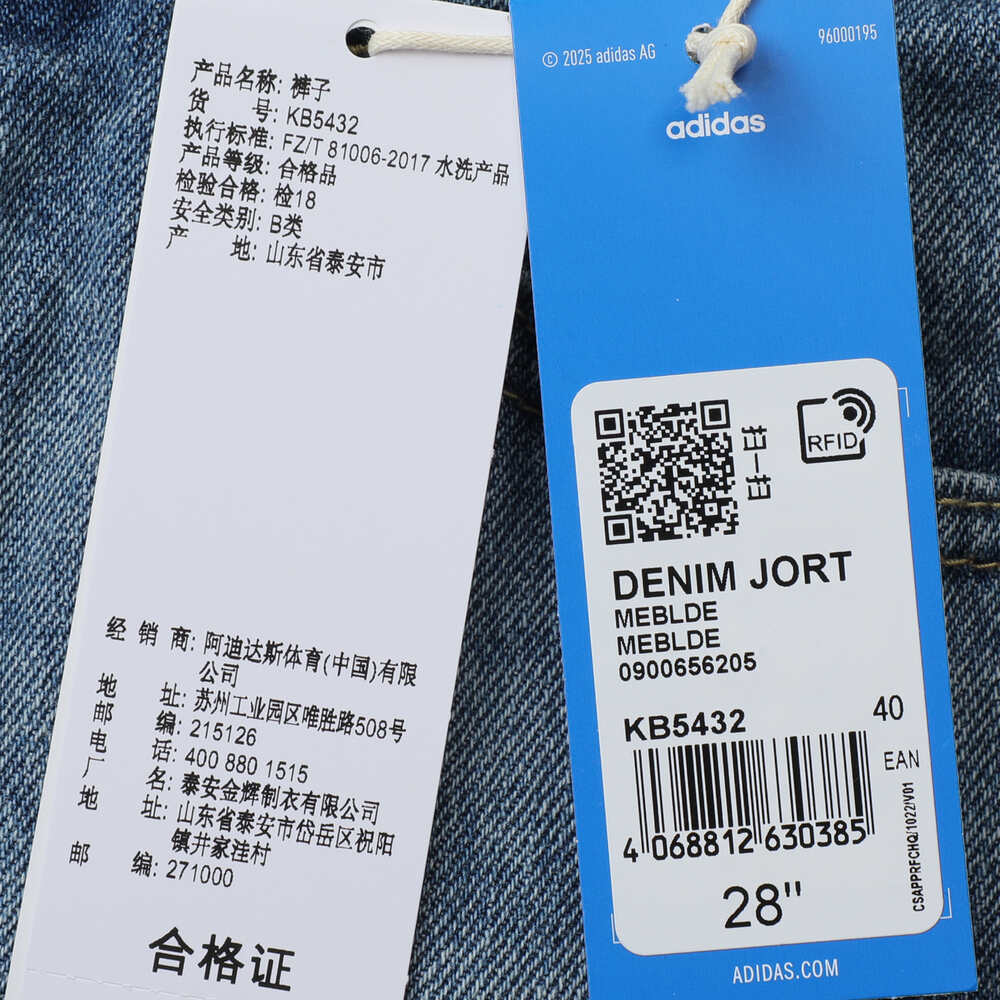 产品名称: 裤子
货 号: KB5432
执行标准: FZ/T 81006-2017 水洗产品
产品等级: 合格品
检验合格: 检18
安全类别: B类
产 地: 山东省泰安市
经 销 商: 阿迪达斯体育(中国)有限
公司
地 址: 苏州工业园区唯胜路508号
邮 编: 215126
电 话: 400 880 1515
厂 名: 泰安金辉制衣有限公司
地 址: 山东省泰安市岱岳区祝阳
镇井家洼村
邮 编: 271000
合格证
© 2025 adidas AG
96000195
adidas
扫一扫
RFID
DENIM JORT
MEBLDE
MEBLDE
0900656205
KB5432
40
EAN
4 068812 630385
28"
CSAPPRFCHQ/1022/V01
ADIDAS.COM